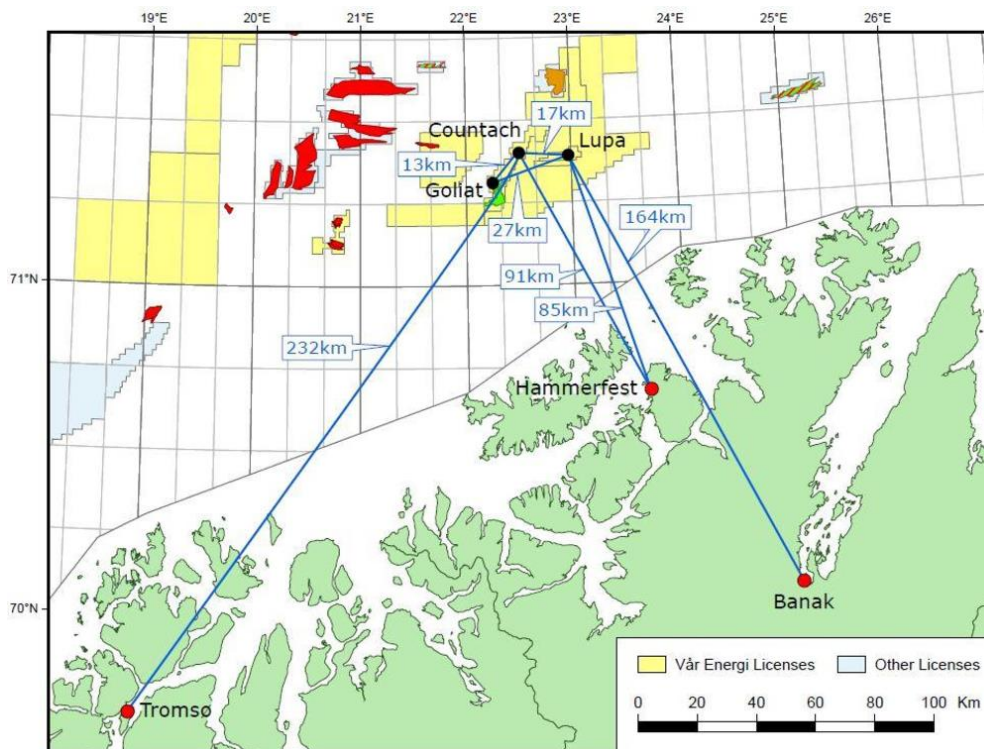 19°E 20°E 21°E 22°E 23°E 24°E 25°E 26°E
17km
Countach
Lupa
13km
Goliat
164km
27km
71°N
91km
85km
232km
Hammerfest
70°N
Banak
Tromsø
Vår Energi Licenses Other Licenses
0 20 40 60 80 100 Km